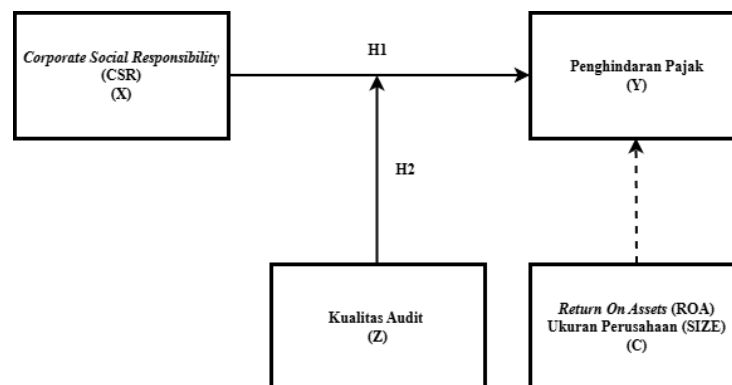 Corporate Social Responsibility
(CSR)
(X)
H1
Penghindaran Pajak
(Y)
H2
Kualitas Audit
(Z)
Return On Assets (ROA)
Ukuran Perusahaan (SIZE)
(C)